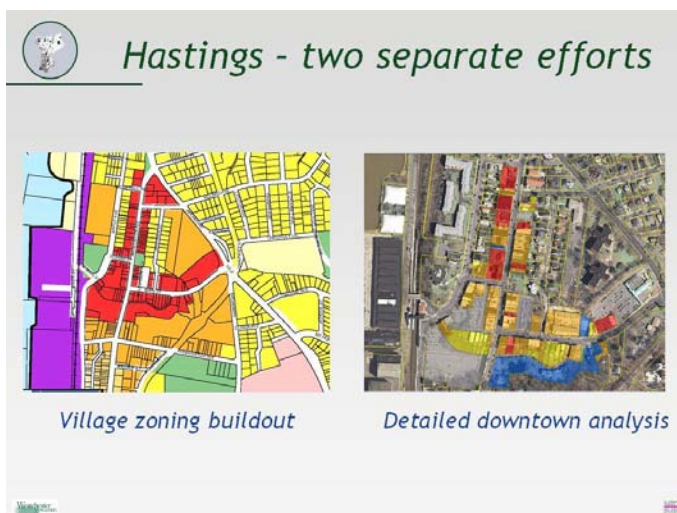 Hastings - two separate efforts
Village zoning buildout
Detailed downtown analysis